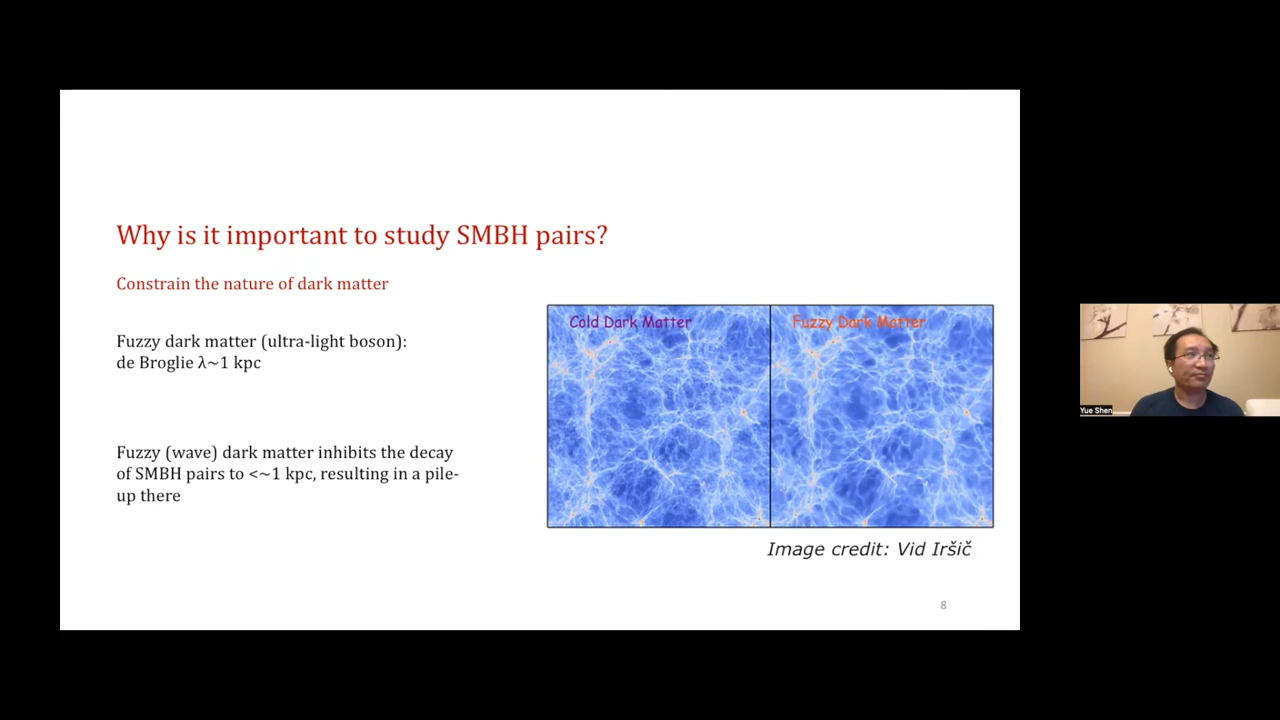 Why is it important to study SMBH pairs?
Constrain the nature of dark matter
Fuzzy dark matter (ultra-light boson):
de Broglie λ~1 kpc
Fuzzy (wave) dark matter inhibits the decay
of SMBH pairs to <~1 kpc, resulting in a pile-
up there
Cold Dark Matter
Fuzzy Dark Matter
Image credit: Vid Iršič
8
Yue Shen